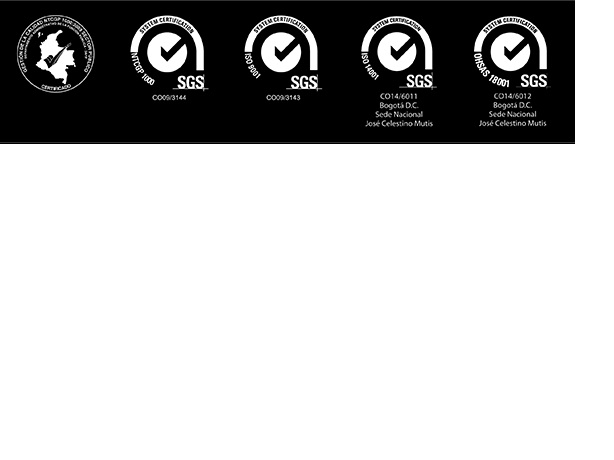 GESTIÓN DE LA CALIDAD NTCGP 1000:2009 SECTOR PÚBLICO
CERTIFICADO
SYSTEM CERTIFICATION
NTCGP 1000
SGS
CO09/3144
SYSTEM CERTIFICATION
ISO 9001
SGS
CO09/3143
SYSTEM CERTIFICATION
ISO 14001
SGS
CO14/6011
Bogotá D.C.
Sede Nacional
José Celestino Mutis
SYSTEM CERTIFICATION
OHSAS 18001
SGS
CO14/6012
Bogotá D.C.
Sede Nacional
José Celestino Mutis